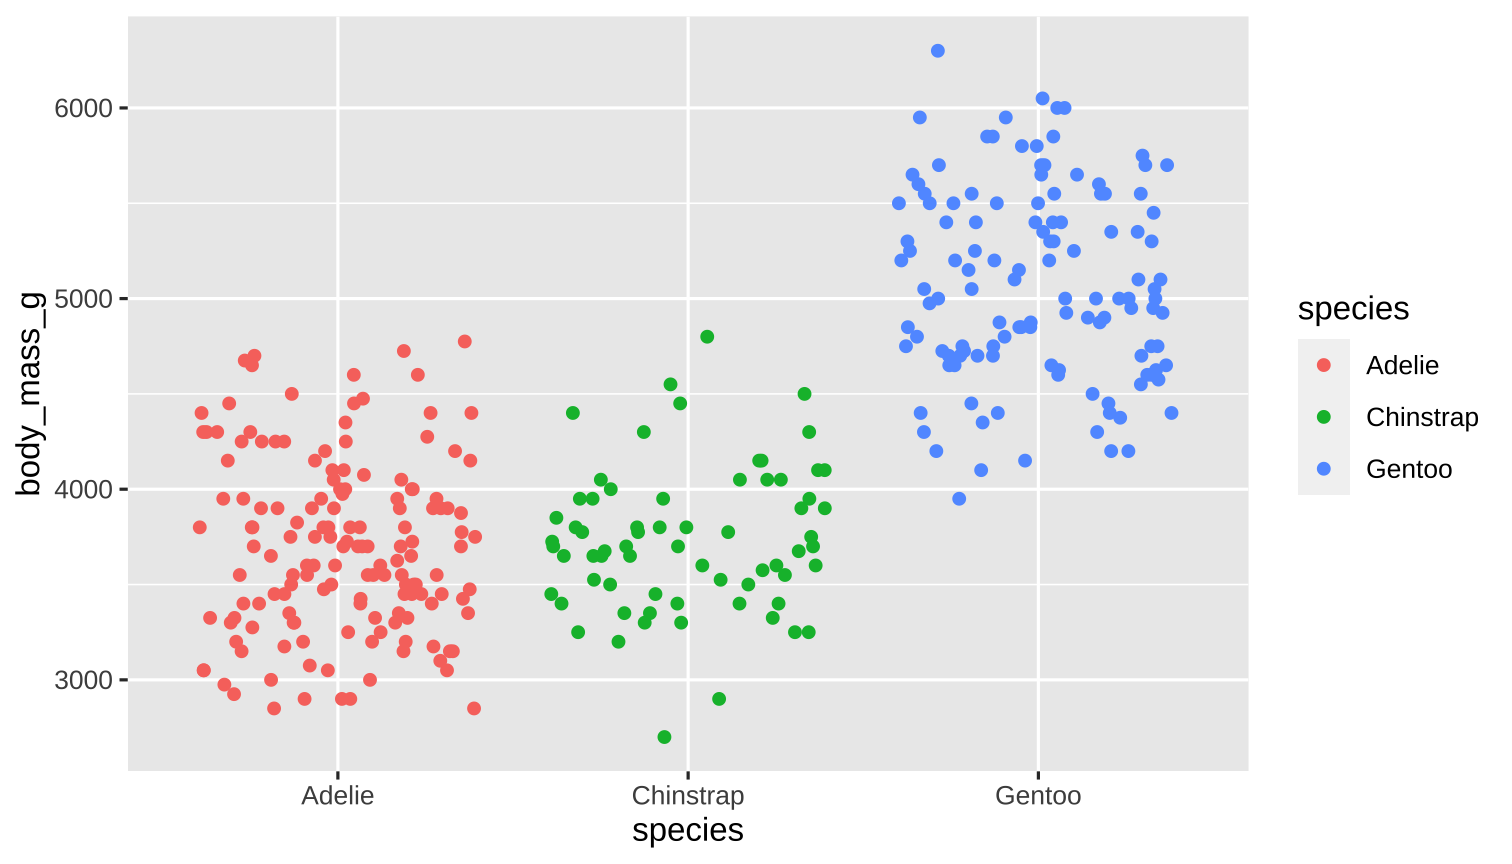 body_mass_g
6000
5000
4000
3000
Adelie
Chinstrap
Gentoo
species
species
Adelie
Chinstrap
Gentoo